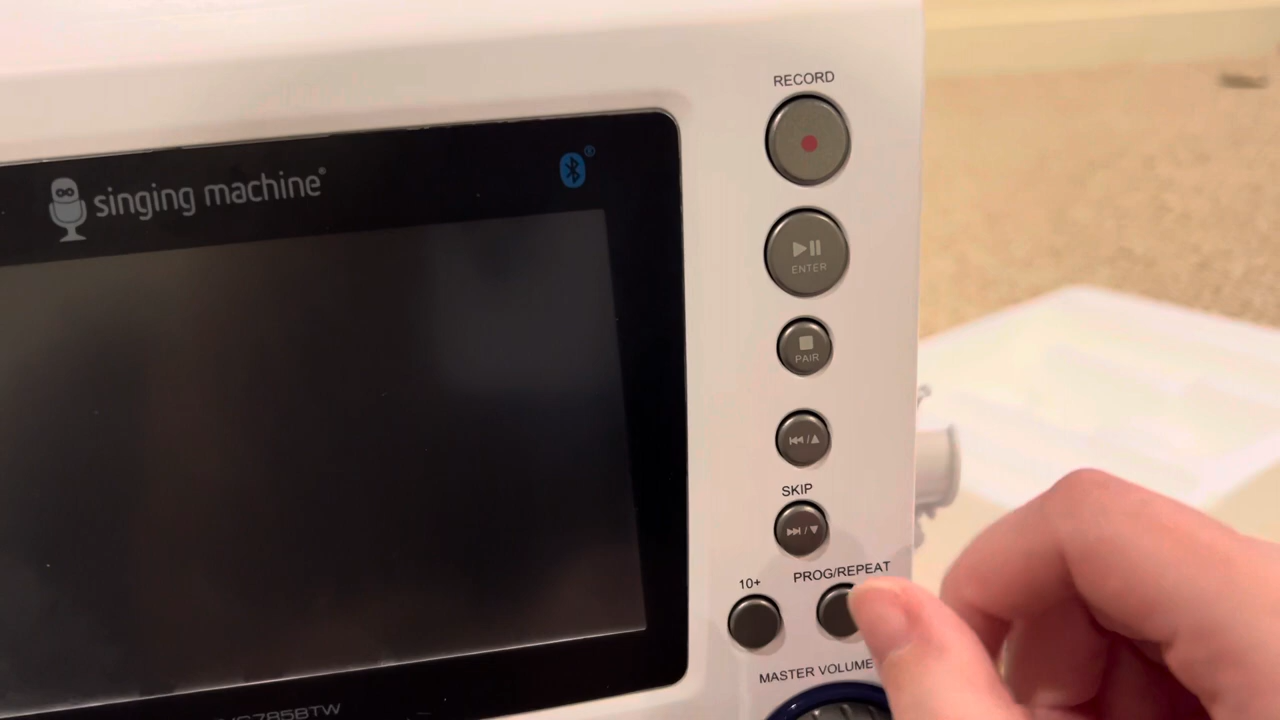 RECORD
singing machine®
ENTER
PAIR
SKIP
10+
PROG/REPEAT
MASTER VOLUME